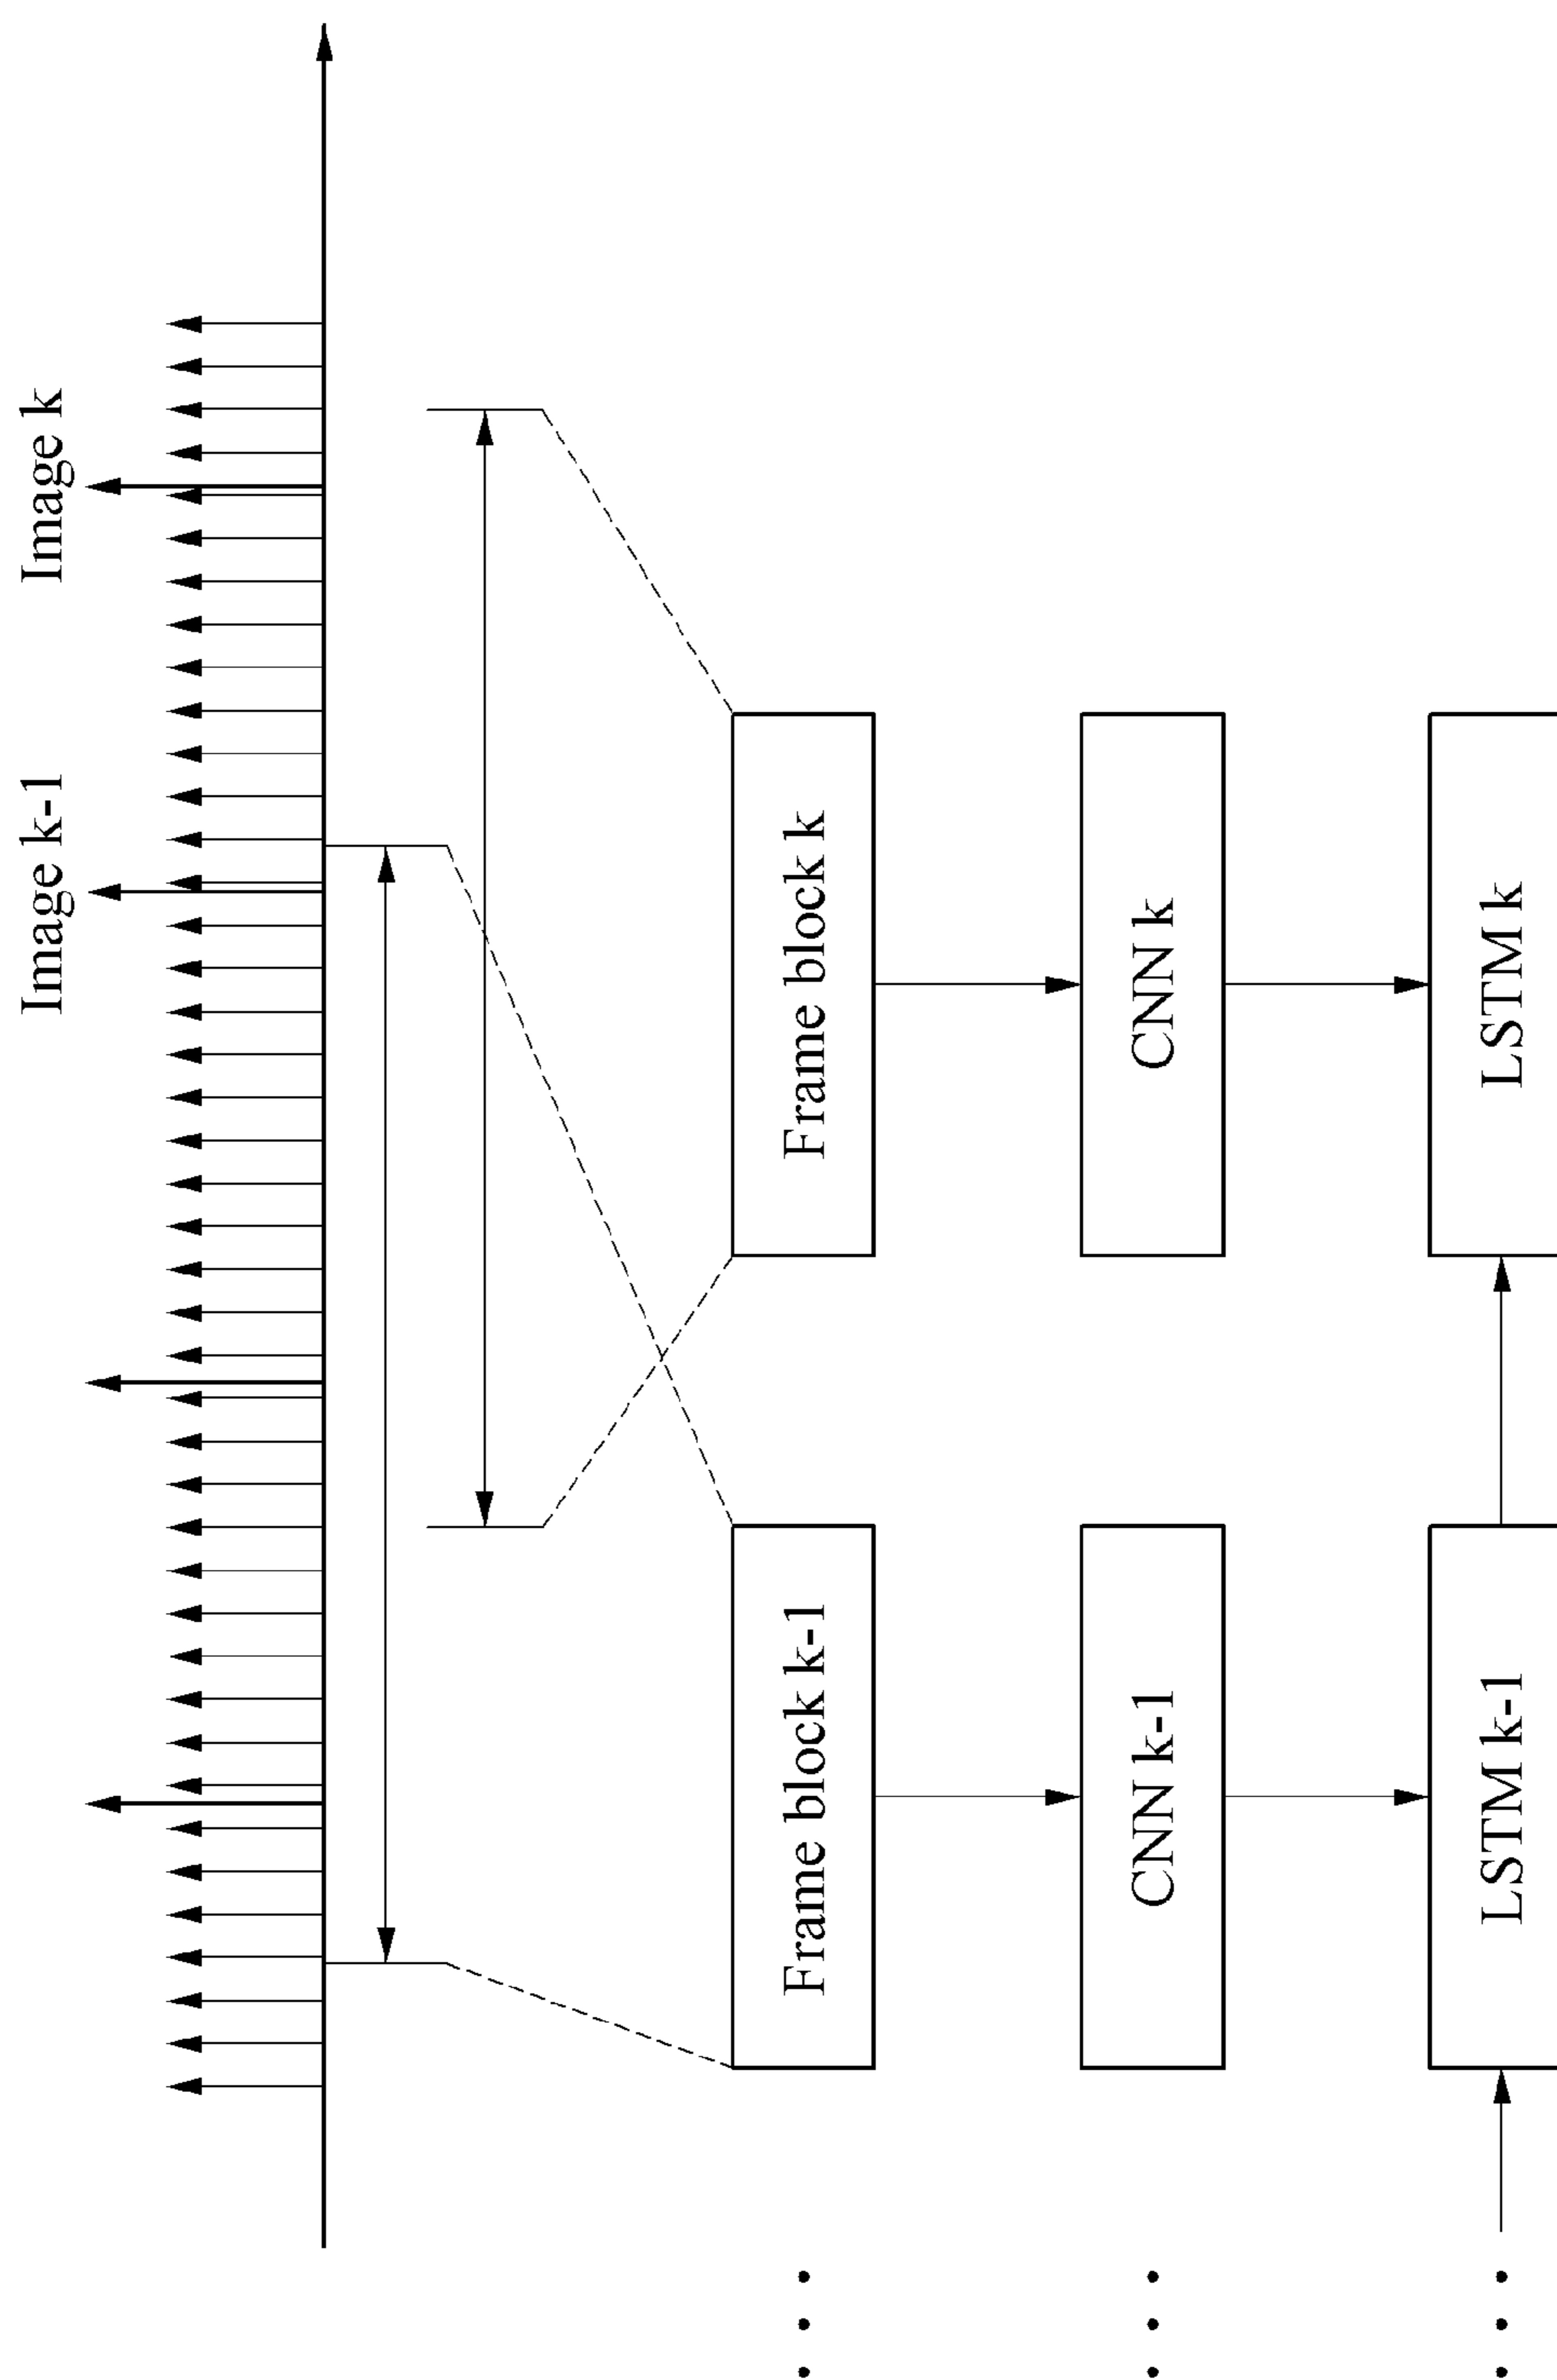 Image k-1
Image k
Frame block k-1
Frame block k
CNN k-1
CNN k
LSTM k-1
LSTM k